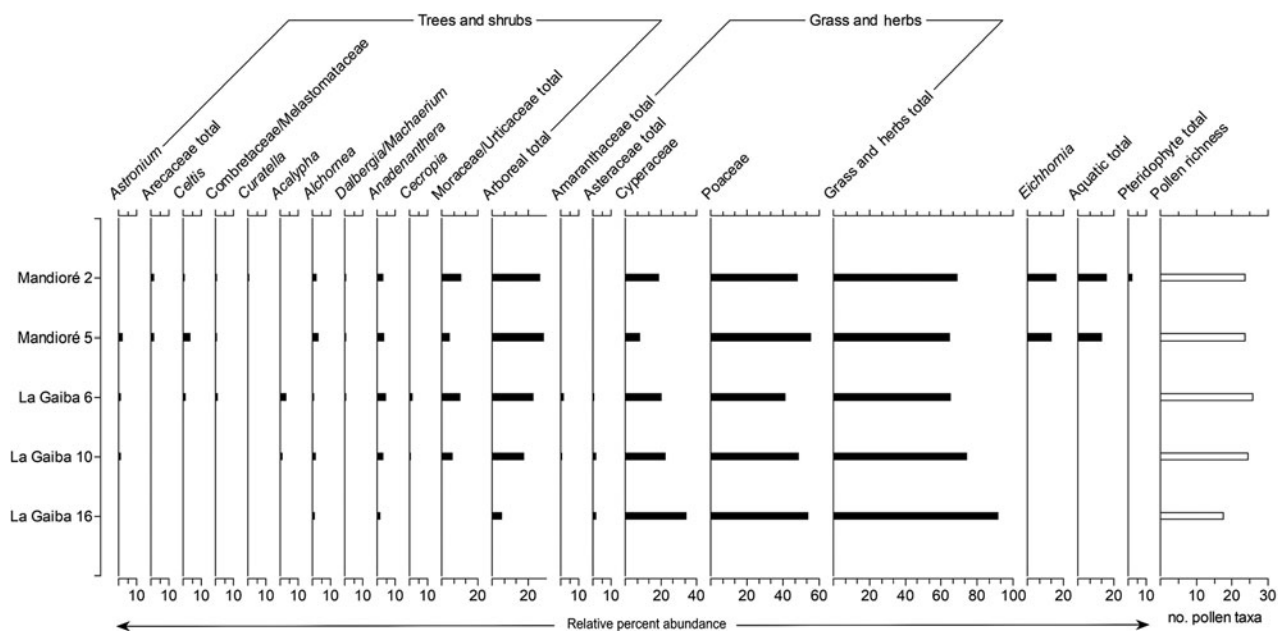 Trees and shrubs
Grass and herbs
Astronium
Arecaceae total
Celtis
Combretaceae/Melastomataceae
Curatella
Acalypha
Alchornea
Dalbergia/Machaerium
Anadenanthera
Cecropia
Moraceae/Urticaceae total
Arboreal total
Amaranthaceae total
Asteraceae total
Cyperaceae
Poaceae
Grass and herbs total
Eichhornia
Aquatic total
Pteridophyte total
Pollen richness
Mandioré 2
Mandioré 5
La Gaiba 6
La Gaiba 10
La Gaiba 16
10 10 10 10 10 10 10 10 10 10 20 20 10 10 20 40 20 40 60 20 40 60 80 100 20 20 10 0 10 20 30
Relative percent abundance
no. pollen taxa